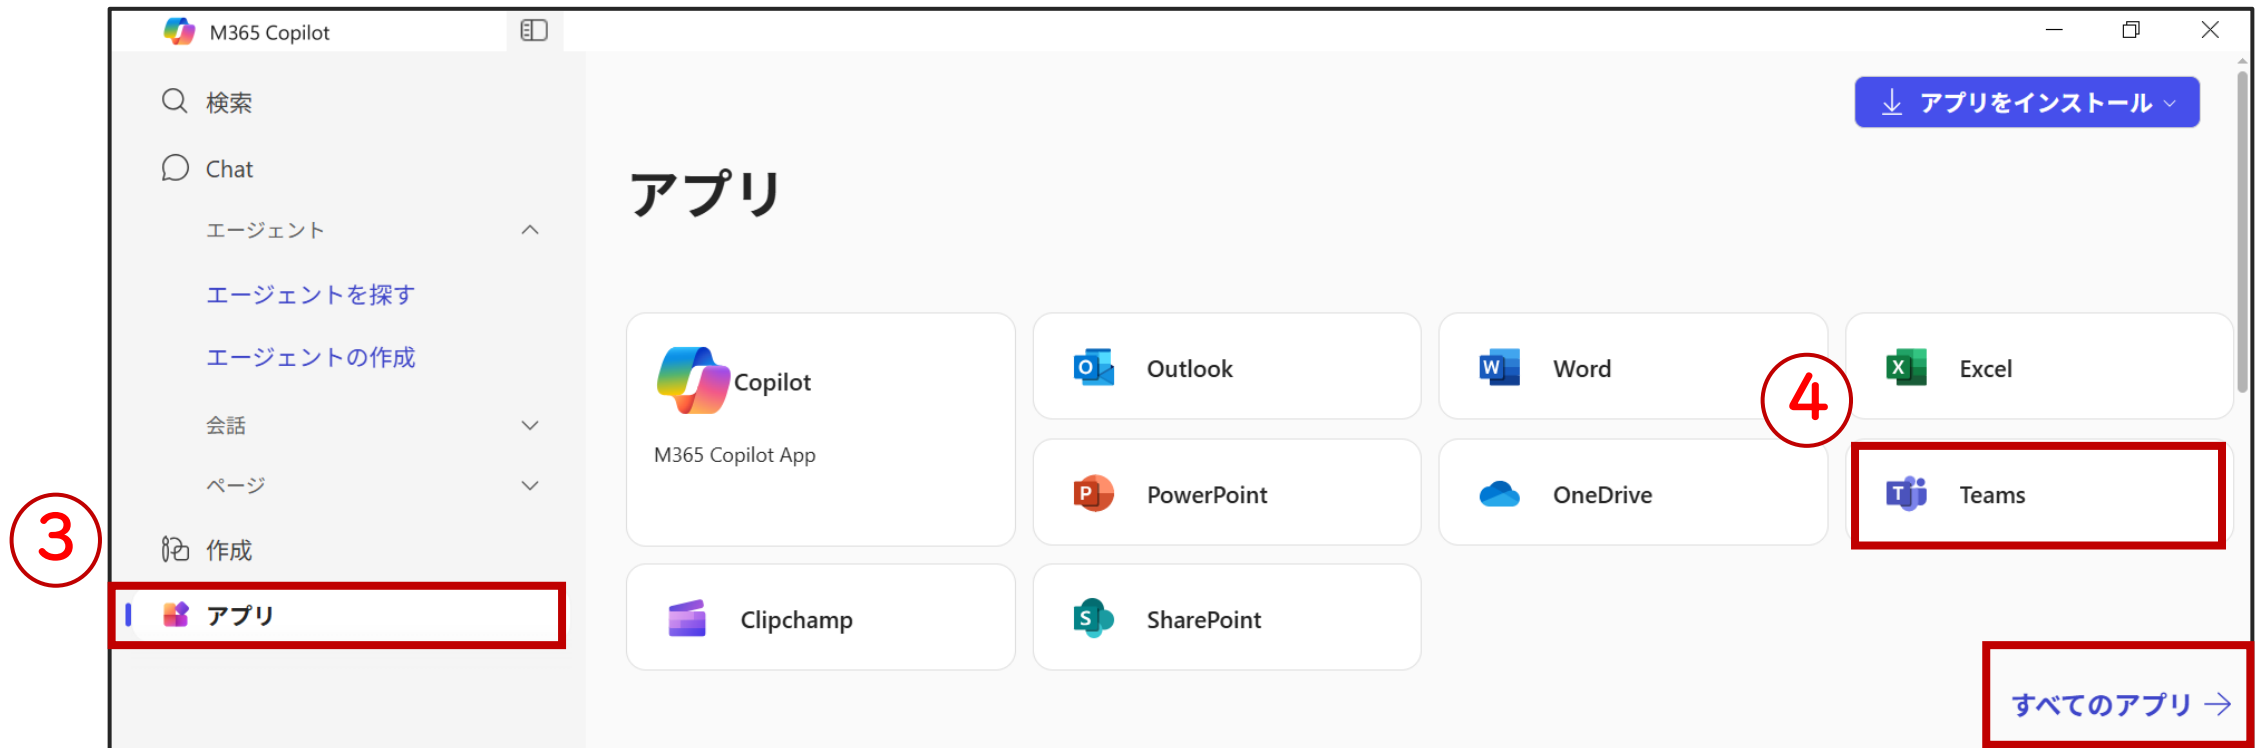 M365 Copilot
検索
Chat
エージェント
エージェントを探す
エージェントの作成
会話
ページ
③
作成
アプリ
アプリをインストール
アプリ
Copilot
M365 Copilot App
Outlook
Word
Excel
④
PowerPoint
OneDrive
Teams
Clipchamp
SharePoint
すべてのアプリ →